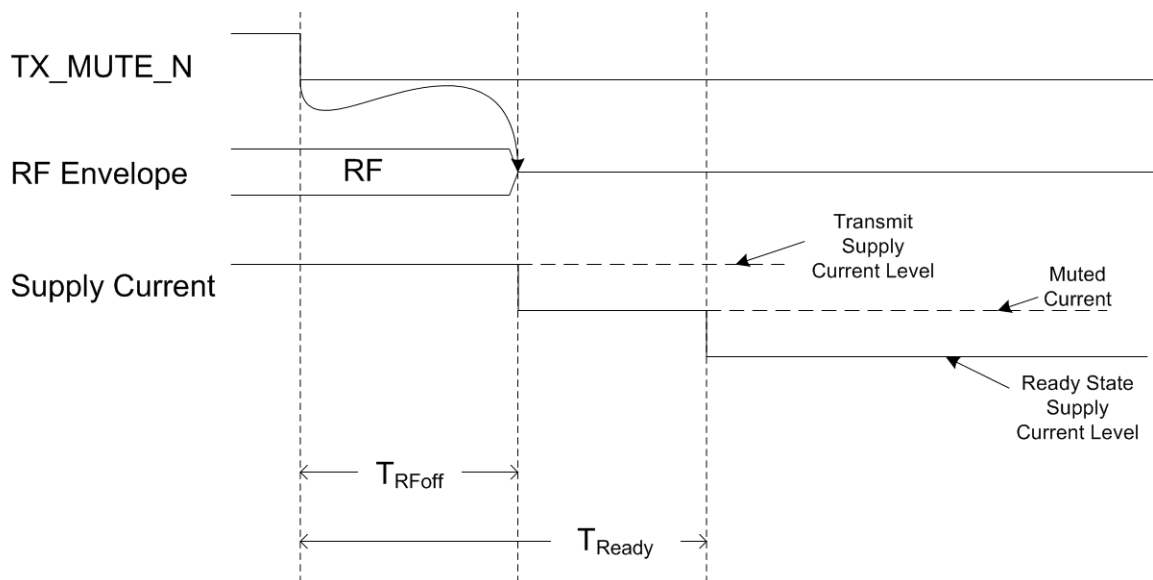 TX_MUTE_N
RF Envelope
RF
Transmit
Supply
Current Level
Supply Current
Muted
Current
Ready State
Supply
Current Level
TRFoff
TReady